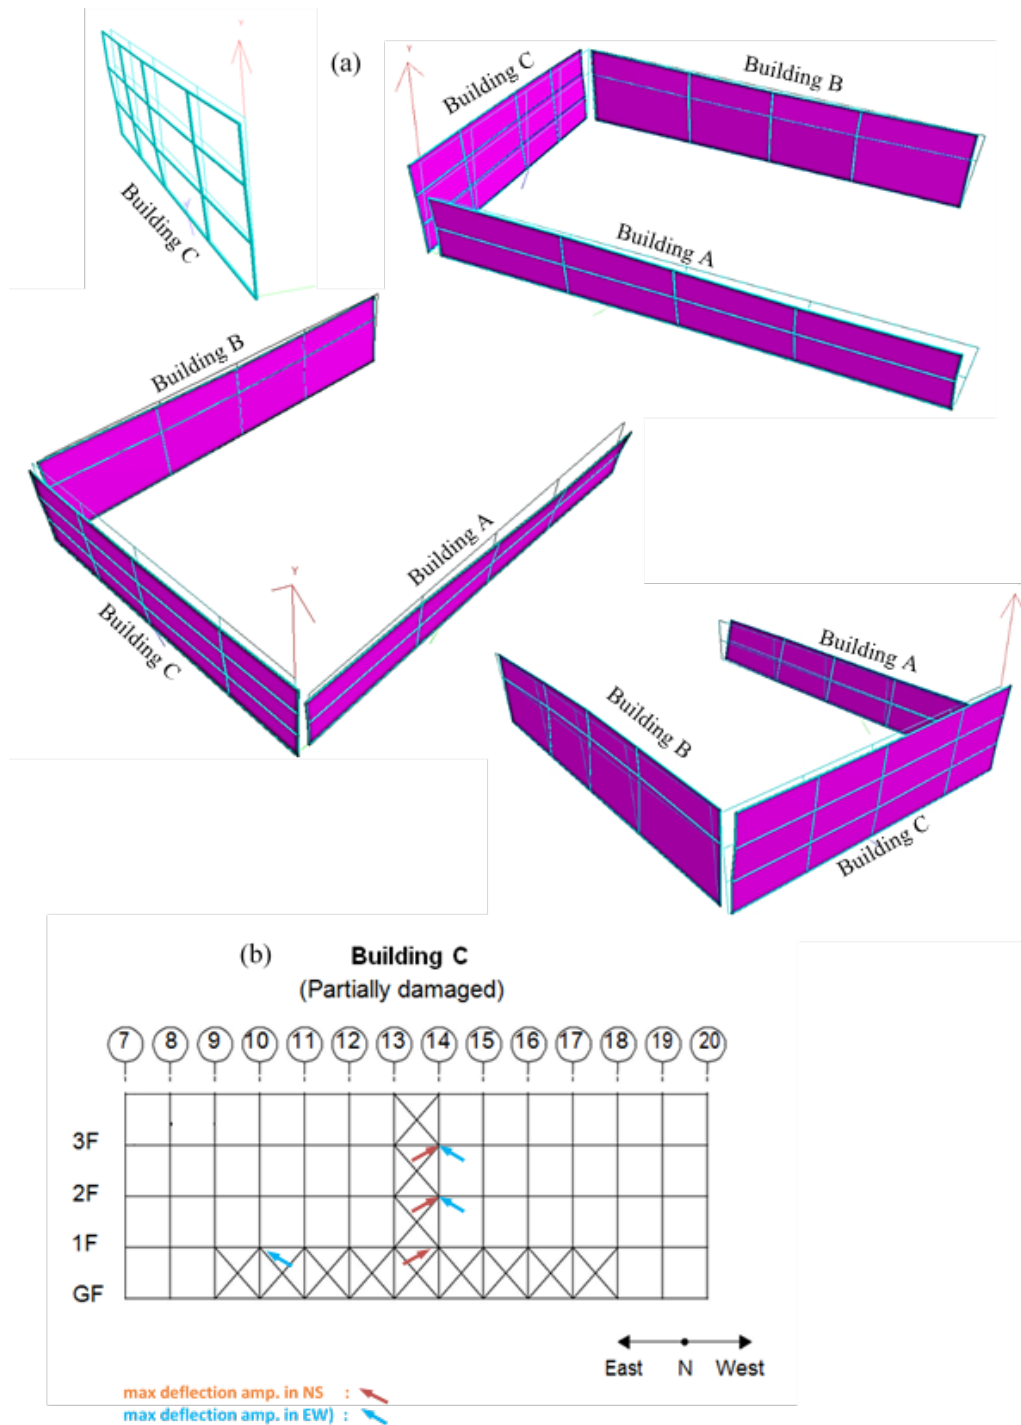 Y
(a)
Y
Building C
Building B
Building C
Building A
Building B
Building A
Y
Building C
Building A
Building B
Building C
(b) Building C
(Partially damaged)
7 8 9 10 11 12 13 14 15 16 17 18 19 20
3F
2F
1F
GF
East N West
max deflection amp. in NS :
max deflection amp. in EW) :